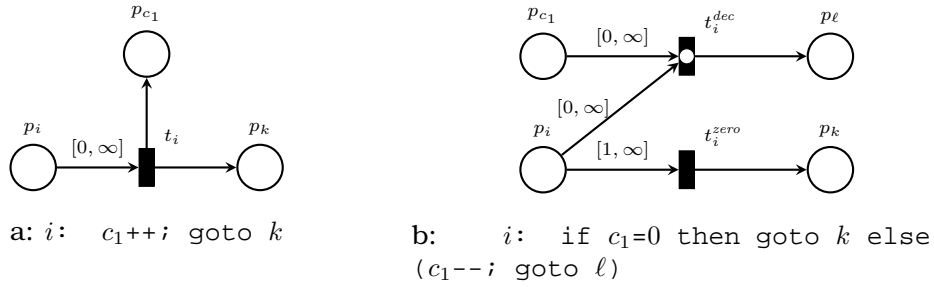 p_{c_1}
p_i
[0, ∞]
t_i
p_k
a: i: c_1++; goto k
p_{c_1}
[0, ∞]
t_i^{dec}
p_ℓ
[0, ∞]
p_i
[1, ∞]
t_i^{zero}
p_k
b: i: if c_1=0 then goto k else
(c_1--; goto ℓ)